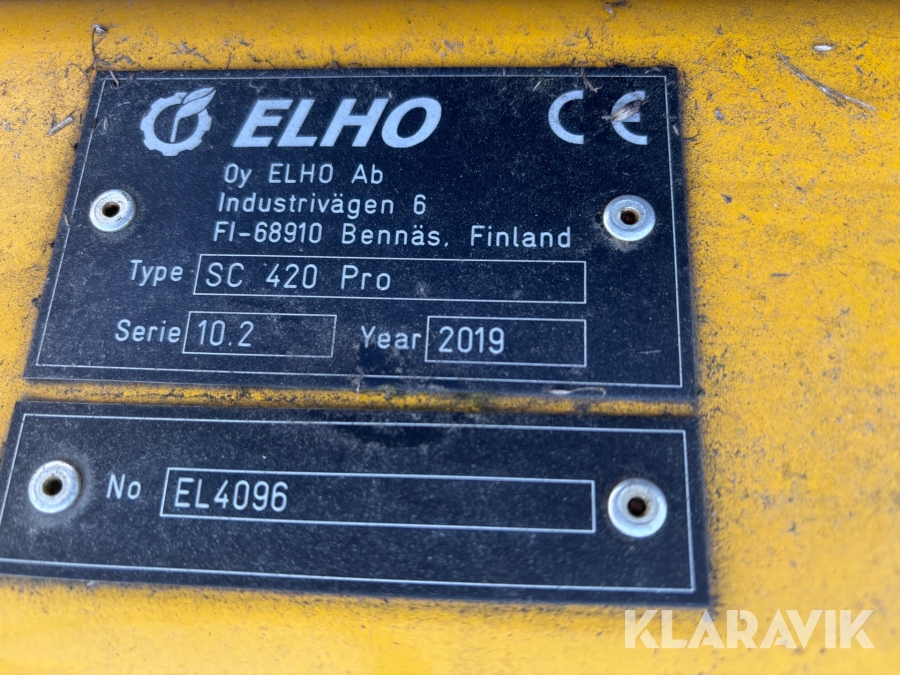 ELHO CE
Oy ELHO Ab
Industrivägen 6
FI-68910 Bennäs, Finland
Type SC 420 Pro
Serie 10.2 Year 2019
No EL4096
KLARAVIK